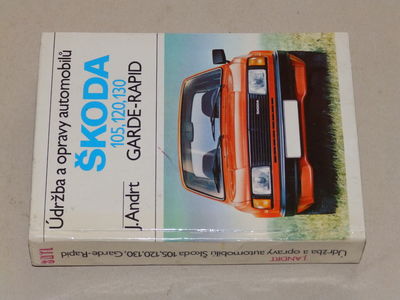 Údržba a opravy automobilů
ŠKODA
105,120,130
GARDE-RAPID
J. Andrt
SNTL
J. ANDRT
Údržba a opravy automobilů Škoda 105,120,130, Garde-Rapid